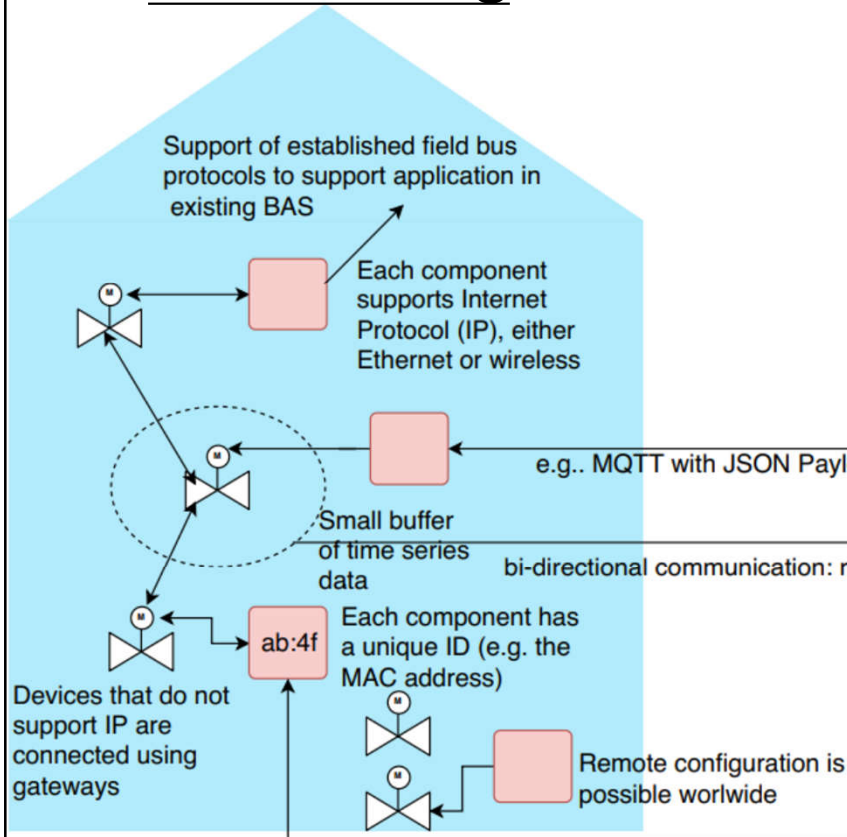 Support of established field bus
protocols to support application in
existing BAS
M
Each component
supports Internet
Protocol (IP), either
Ethernet or wireless
M
e.g.. MQTT with JSON Payl
Small buffer
of time series
data
bi-directional communication: r
M
ab:4f
Each component has
a unique ID (e.g. the
MAC address)
Devices that do not
support IP are
connected using
gateways
M
M
Remote configuration is
possible worlwide